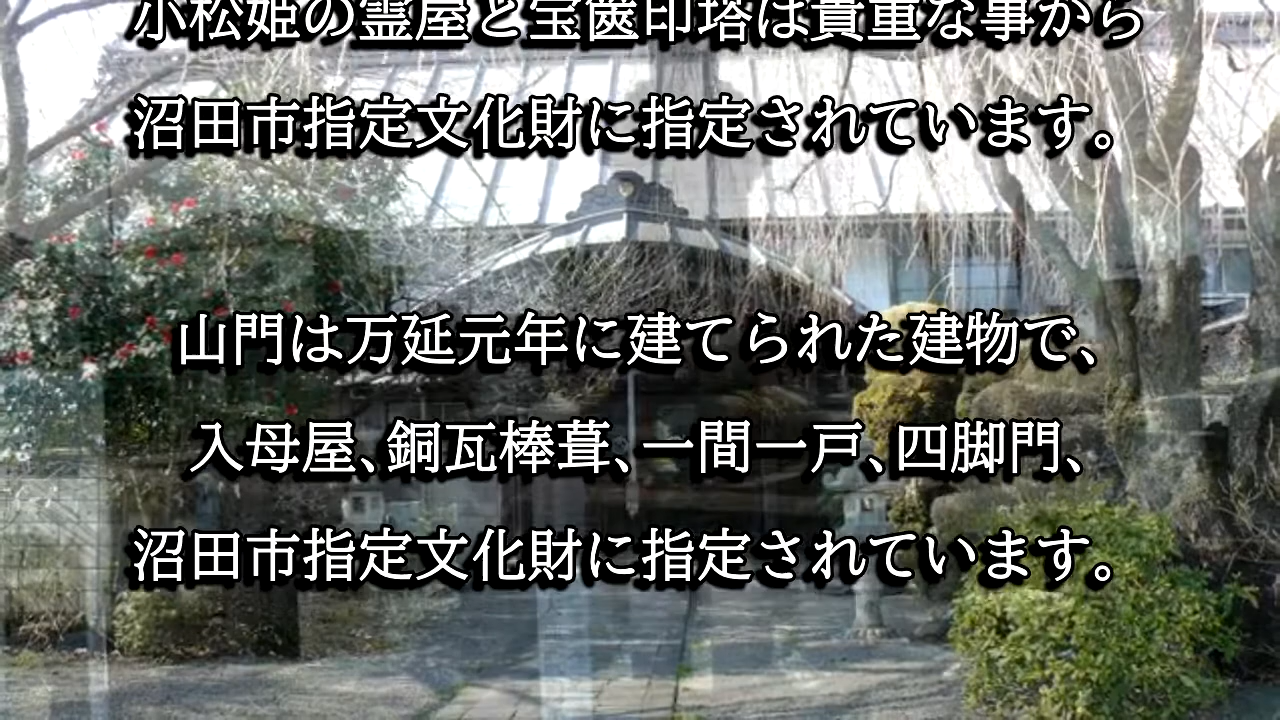 小松姫の霊屋と宝篋印塔は貴重な事から
沼田市指定文化財に指定されています。
山門は万延元年に建てられた建物で、
入母屋、銅瓦棒葺、一間一戸、四脚門、
沼田市指定文化財に指定されています。